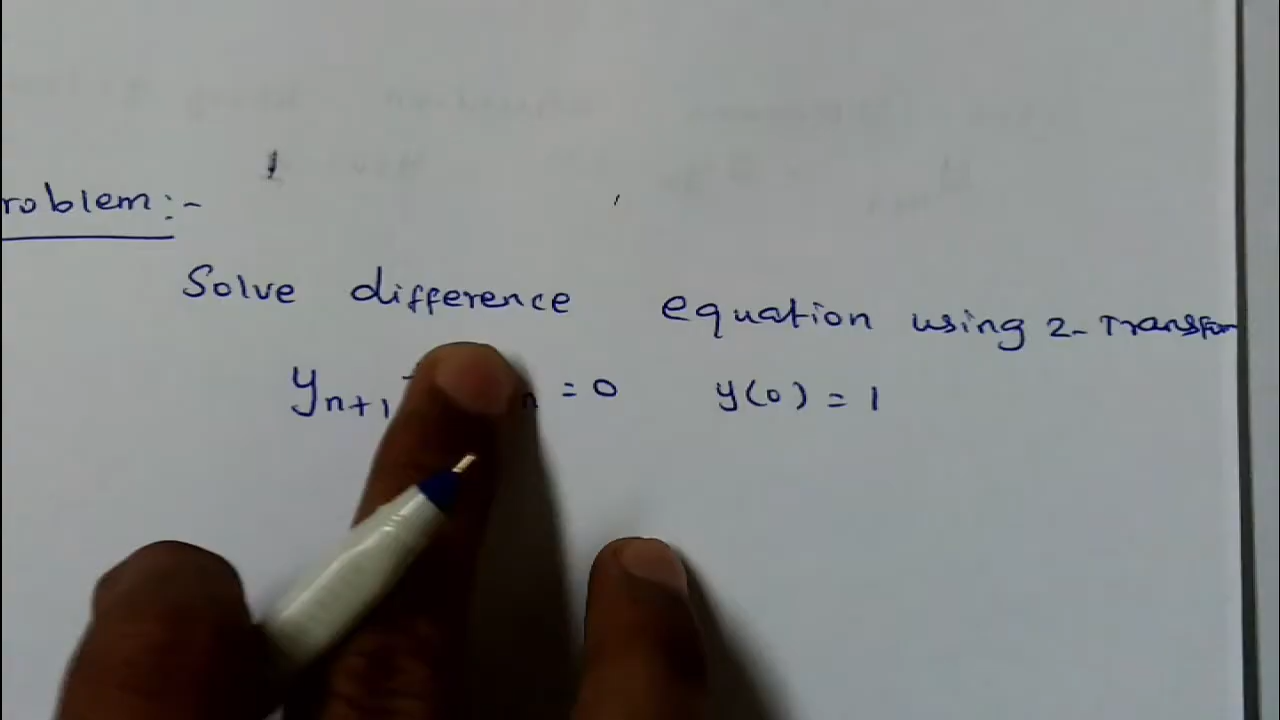 roblem:-
Solve difference equation using z-Transfor
yn+1 n = 0 y(0) = 1